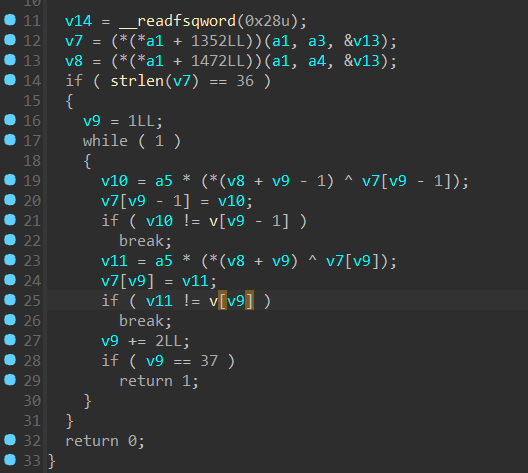 11 v14 = __readfsqword(0x28u);
12 v7 = (*(*a1 + 1352LL))(a1, a3, &v13);
13 v8 = (*(*a1 + 1472LL))(a1, a4, &v13);
14 if ( strlen(v7) == 36 )
15 {
16 v9 = 1LL;
17 while ( 1 )
18 {
19 v10 = a5 * (*(v8 + v9 - 1) ^ v7[v9 - 1]);
20 v7[v9 - 1] = v10;
21 if ( v10 != v[v9 - 1] )
22 break;
23 v11 = a5 * (*(v8 + v9) ^ v7[v9]);
24 v7[v9] = v11;
25 if ( v11 != v[v9] )
26 break;
27 v9 += 2LL;
28 if ( v9 == 37 )
29 return 1;
30 }
31 }
32 return 0;
33 }